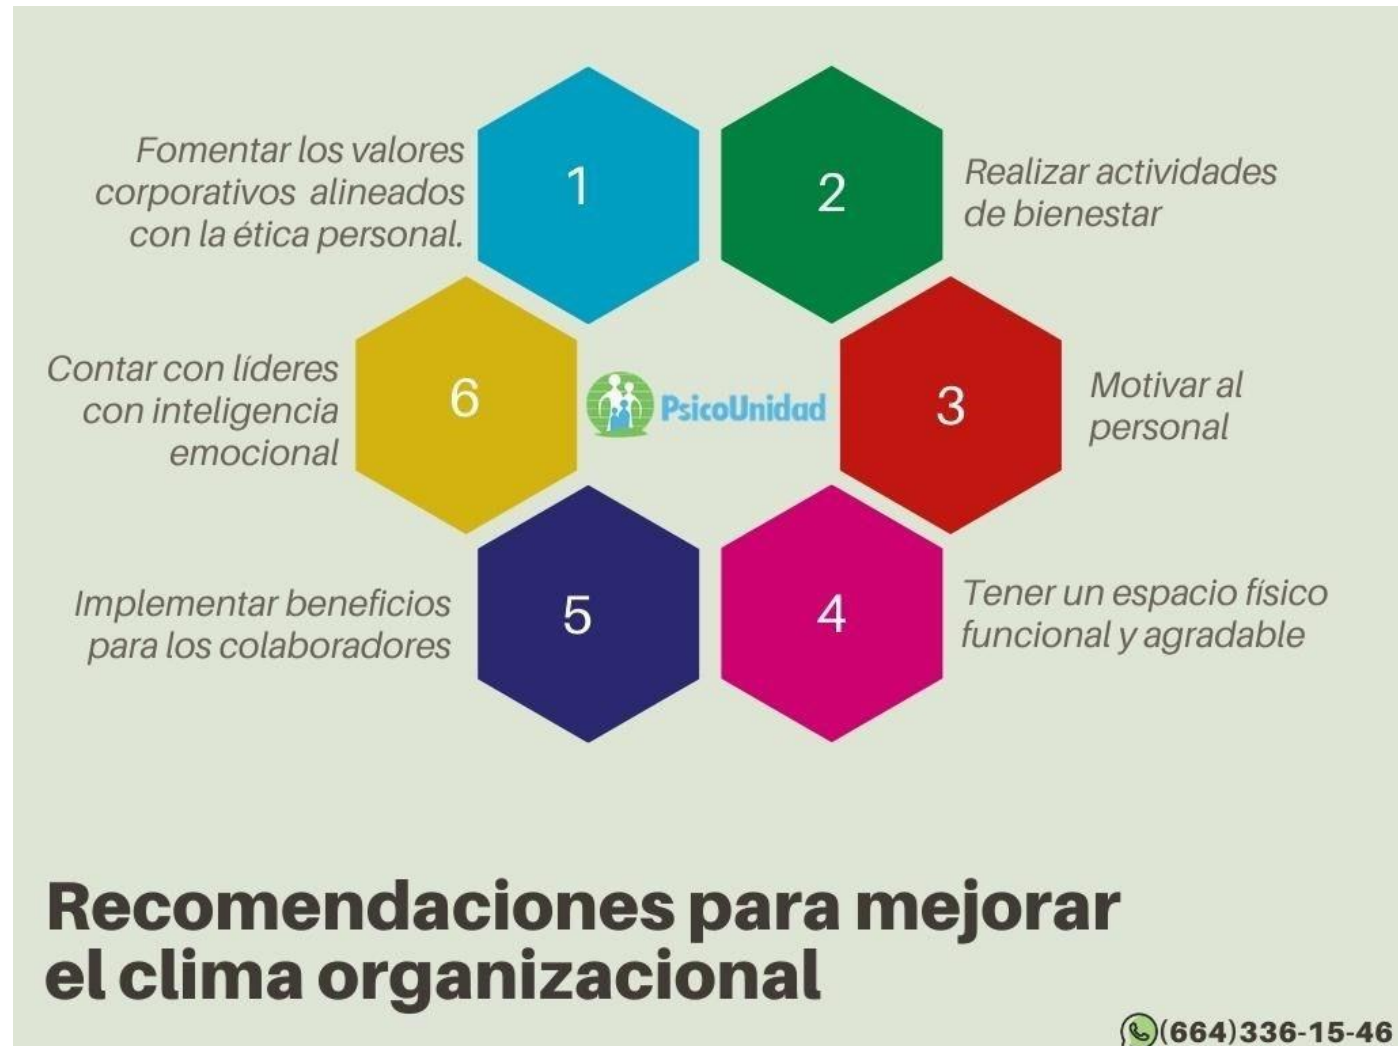 Fomentar los valores
corporativos alineados
con la ética personal.
1
2
Realizar actividades
de bienestar
Contar con líderes
con inteligencia
emocional
6
PsicoUnidad
3
Motivar al
personal
Implementar beneficios
para los colaboradores
5
4
Tener un espacio físico
funcional y agradable
Recomendaciones para mejorar
el clima organizacional
(664)336-15-46